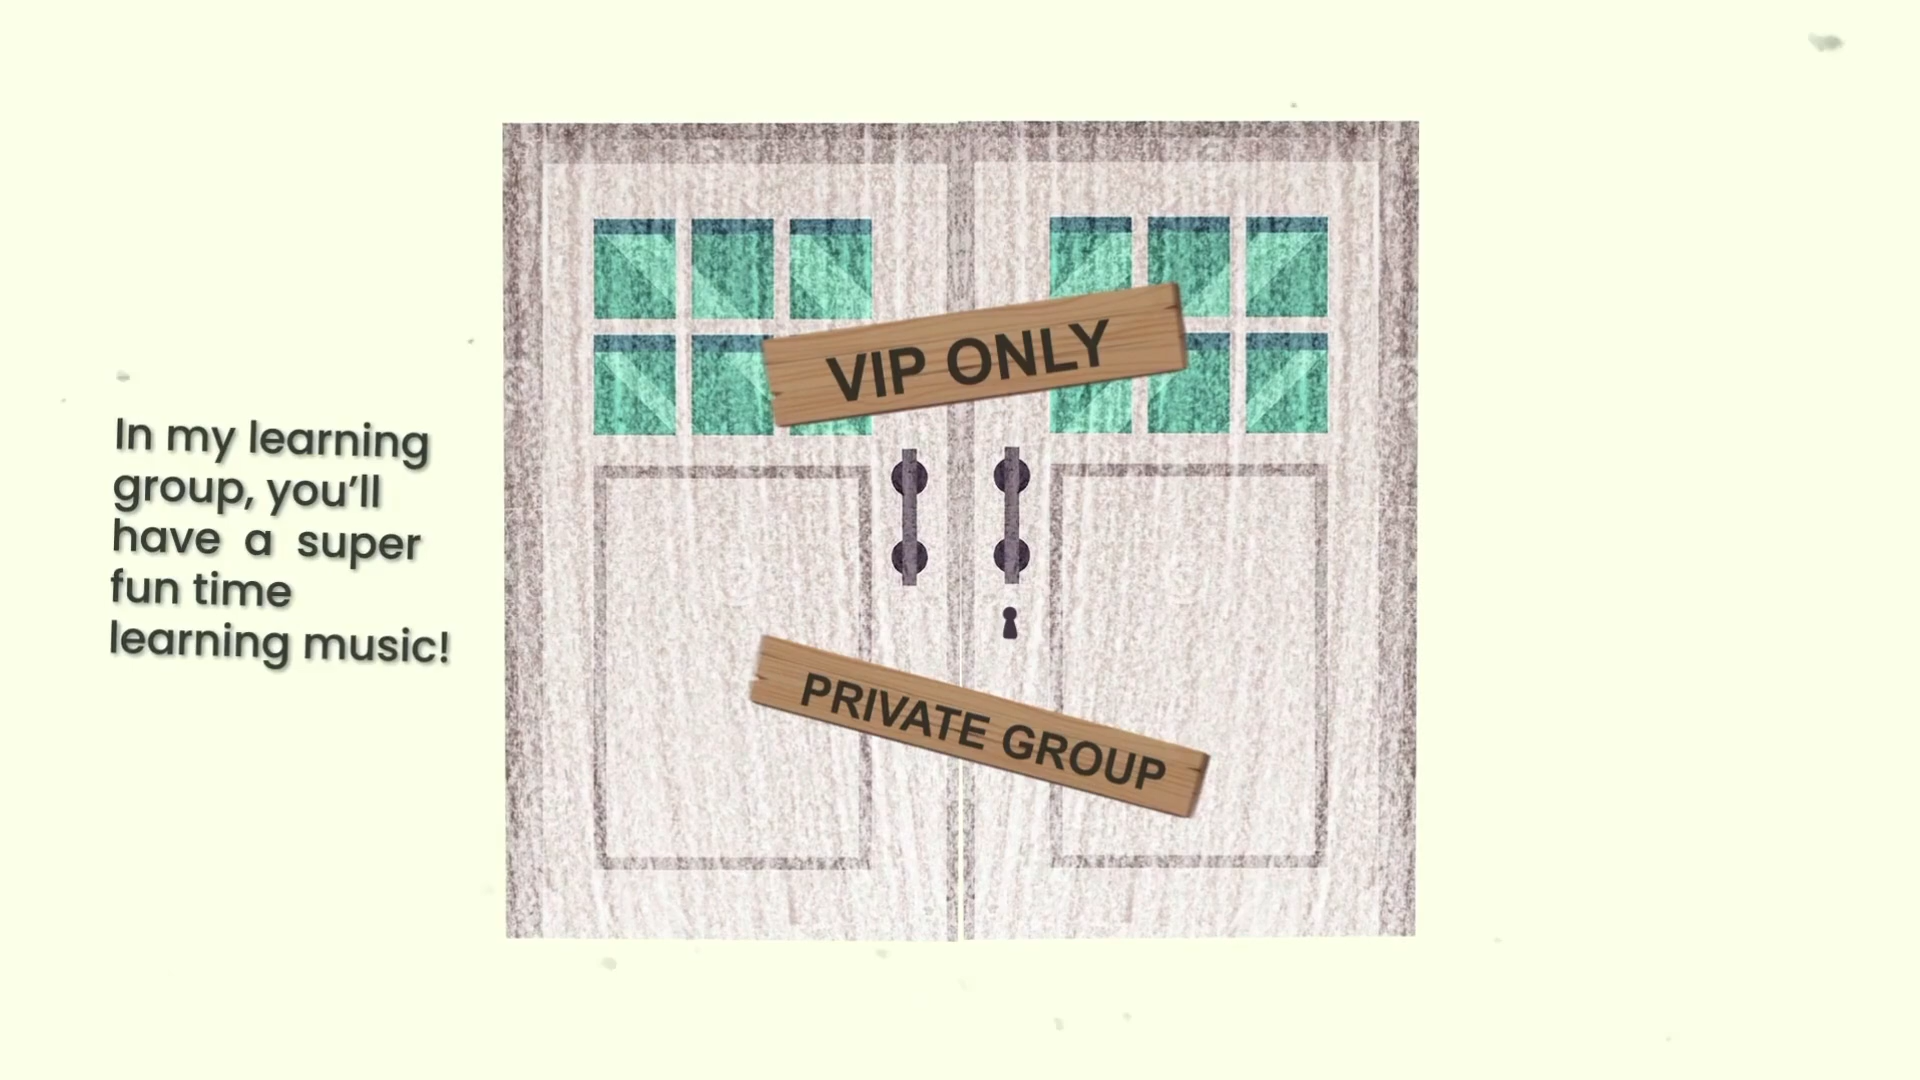 In my learning
group, you’ll
have a super
fun time
learning music!
VIP ONLY
PRIVATE GROUP